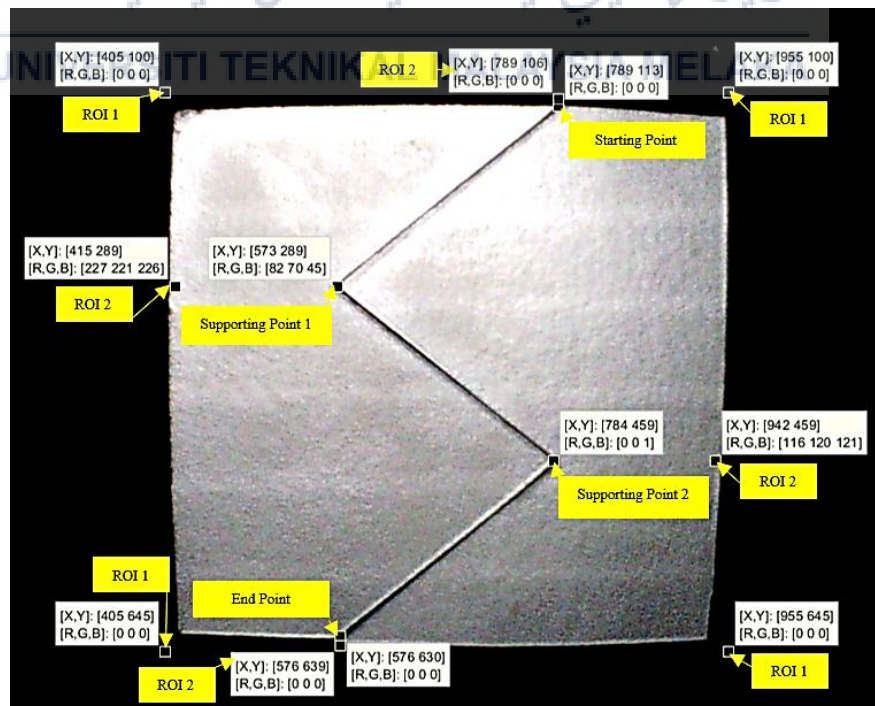 UNIVERSITI TEKNIKAL MALAYSIA MELAKA
[X,Y]: [405 100]
[R,G,B]: [0 0 0]
ROI 1
ROI 2
[X,Y]: [789 106]
[R,G,B]: [0 0 0]
[X,Y]: [789 113]
[R,G,B]: [0 0 0]
Starting Point
[X,Y]: [955 100]
[R,G,B]: [0 0 0]
ROI 1
[X,Y]: [415 289]
[R,G,B]: [227 221 226]
ROI 2
[X,Y]: [573 289]
[R,G,B]: [82 70 45]
Supporting Point 1
[X,Y]: [784 459]
[R,G,B]: [0 0 1]
Supporting Point 2
[X,Y]: [942 459]
[R,G,B]: [116 120 121]
ROI 2
ROI 1
[X,Y]: [405 645]
[R,G,B]: [0 0 0]
End Point
ROI 2
[X,Y]: [576 639]
[R,G,B]: [0 0 0]
[X,Y]: [576 630]
[R,G,B]: [0 0 0]
[X,Y]: [955 645]
[R,G,B]: [0 0 0]
ROI 1